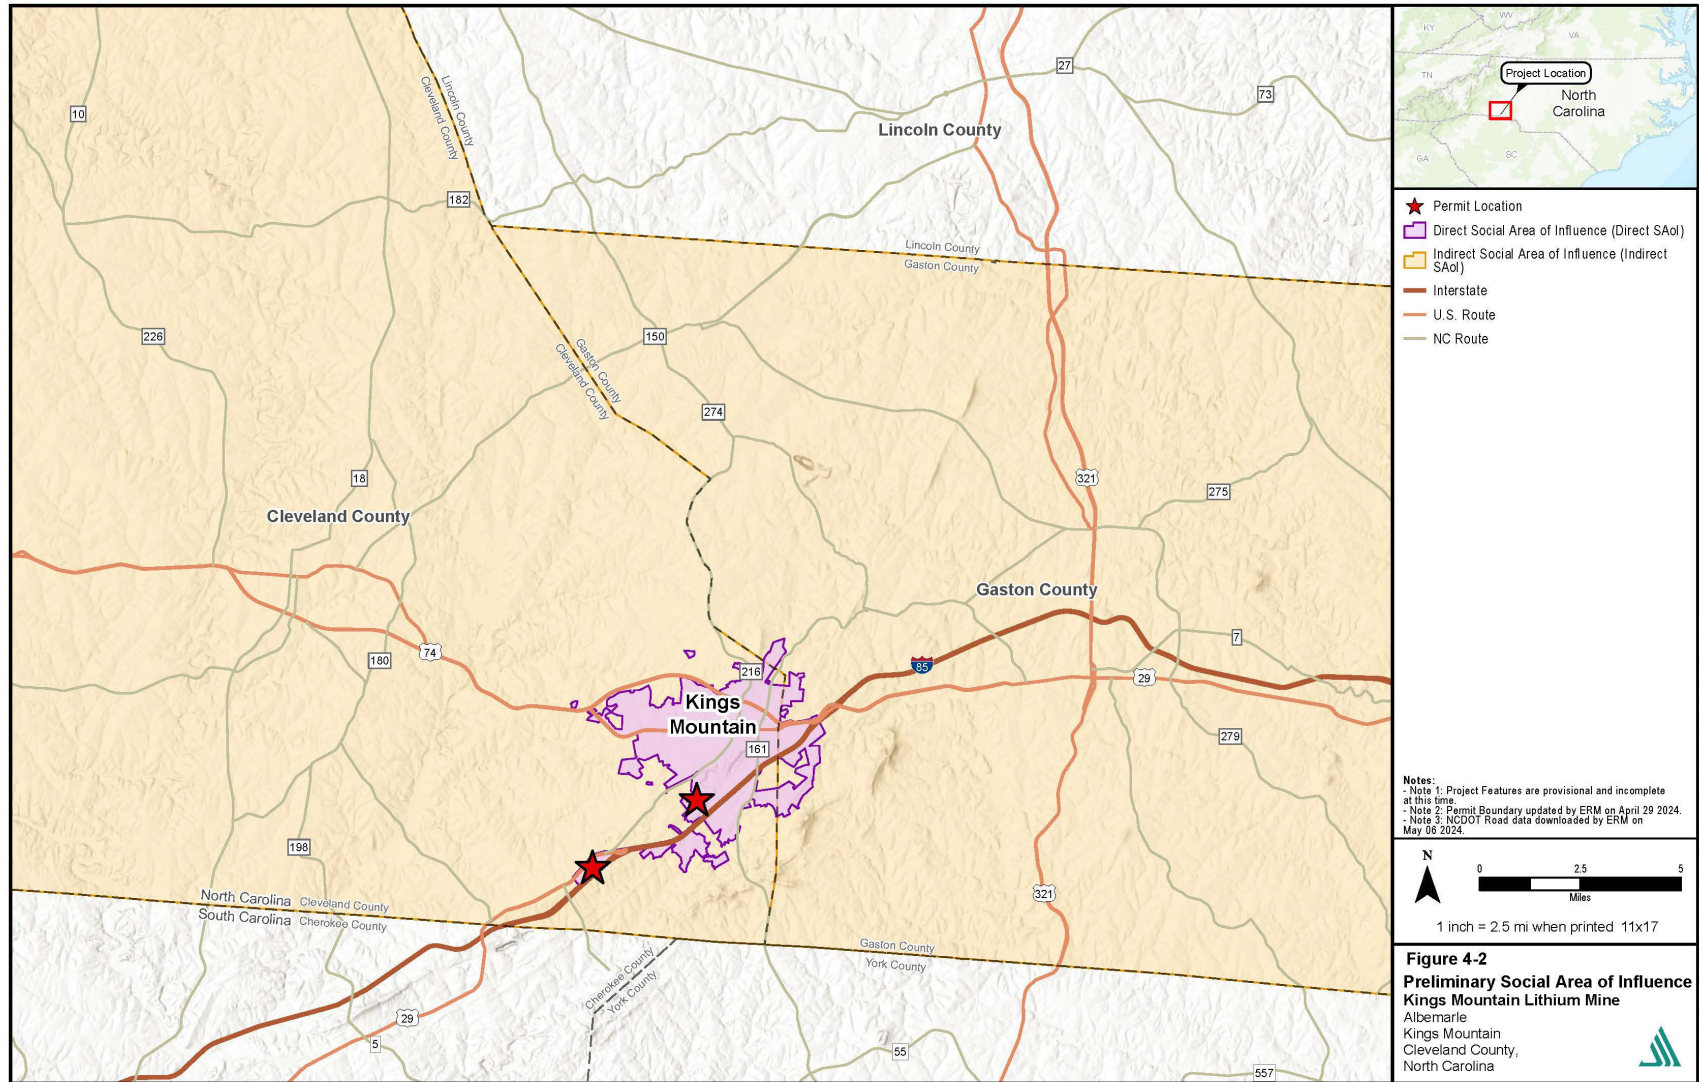 KY
WV
VA
TN
Project Location
North
Carolina
GA
SC
Permit Location
Direct Social Area of Influence (Direct SAoI)
Indirect Social Area of Influence (Indirect
SAoI)
Interstate
U.S. Route
NC Route
10
27
73
Lincoln County
Cleveland County
Lincoln County
182
Lincoln County
Gaston County
226
150
Gaston County
Cleveland County
274
18
321
275
Cleveland County
Gaston County
7
180
74
85
216
29
Kings
Mountain
161
279
198
321
North Carolina
Cleveland County
South Carolina
Cherokee County
Gaston County
York County
Cherokee County
York County
29
5
55
557
Notes:
- Note 1: Project Features are provisional and incomplete
at this time.
- Note 2: Permit Boundary updated by ERM on April 29 2024.
- Note 3: NCDOT Road data downloaded by ERM on
May 06 2024.
N
0
2.5
5
Miles
1 inch = 2.5 mi when printed 11x17
Figure 4-2
Preliminary Social Area of Influence
Kings Mountain Lithium Mine
Albemarle
Kings Mountain
Cleveland County,
North Carolina